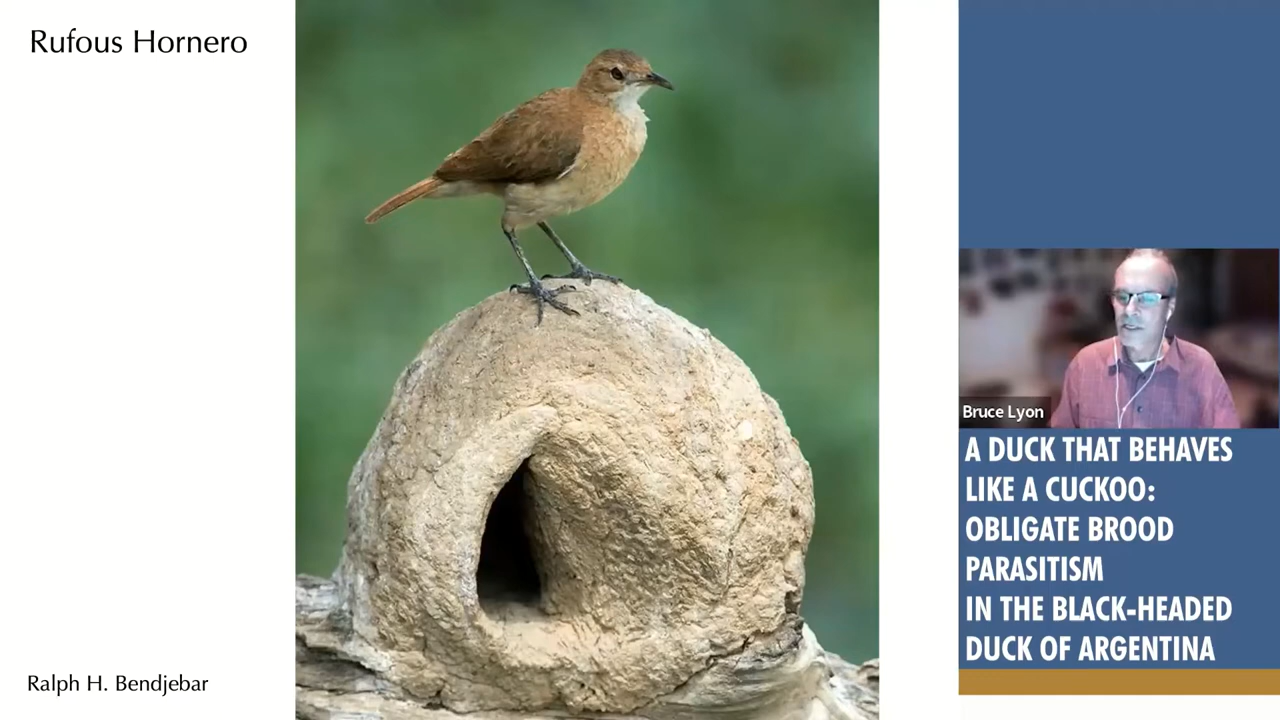 Rufous Hornero
Ralph H. Bendjebar
Bruce Lyon
A DUCK THAT BEHAVES
LIKE A CUCKOO:
OBLIGATE BROOD
PARASITISM
IN THE BLACK-HEADED
DUCK OF ARGENTINA